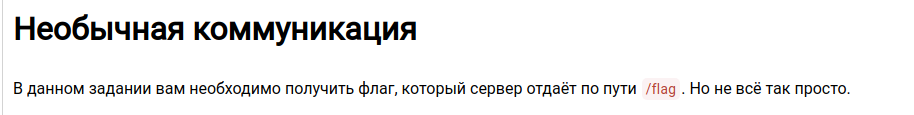 Необычная коммуникация
В данном задании вам необходимо получить флаг, который сервер отдаёт по пути /flag . Но не всё так просто.